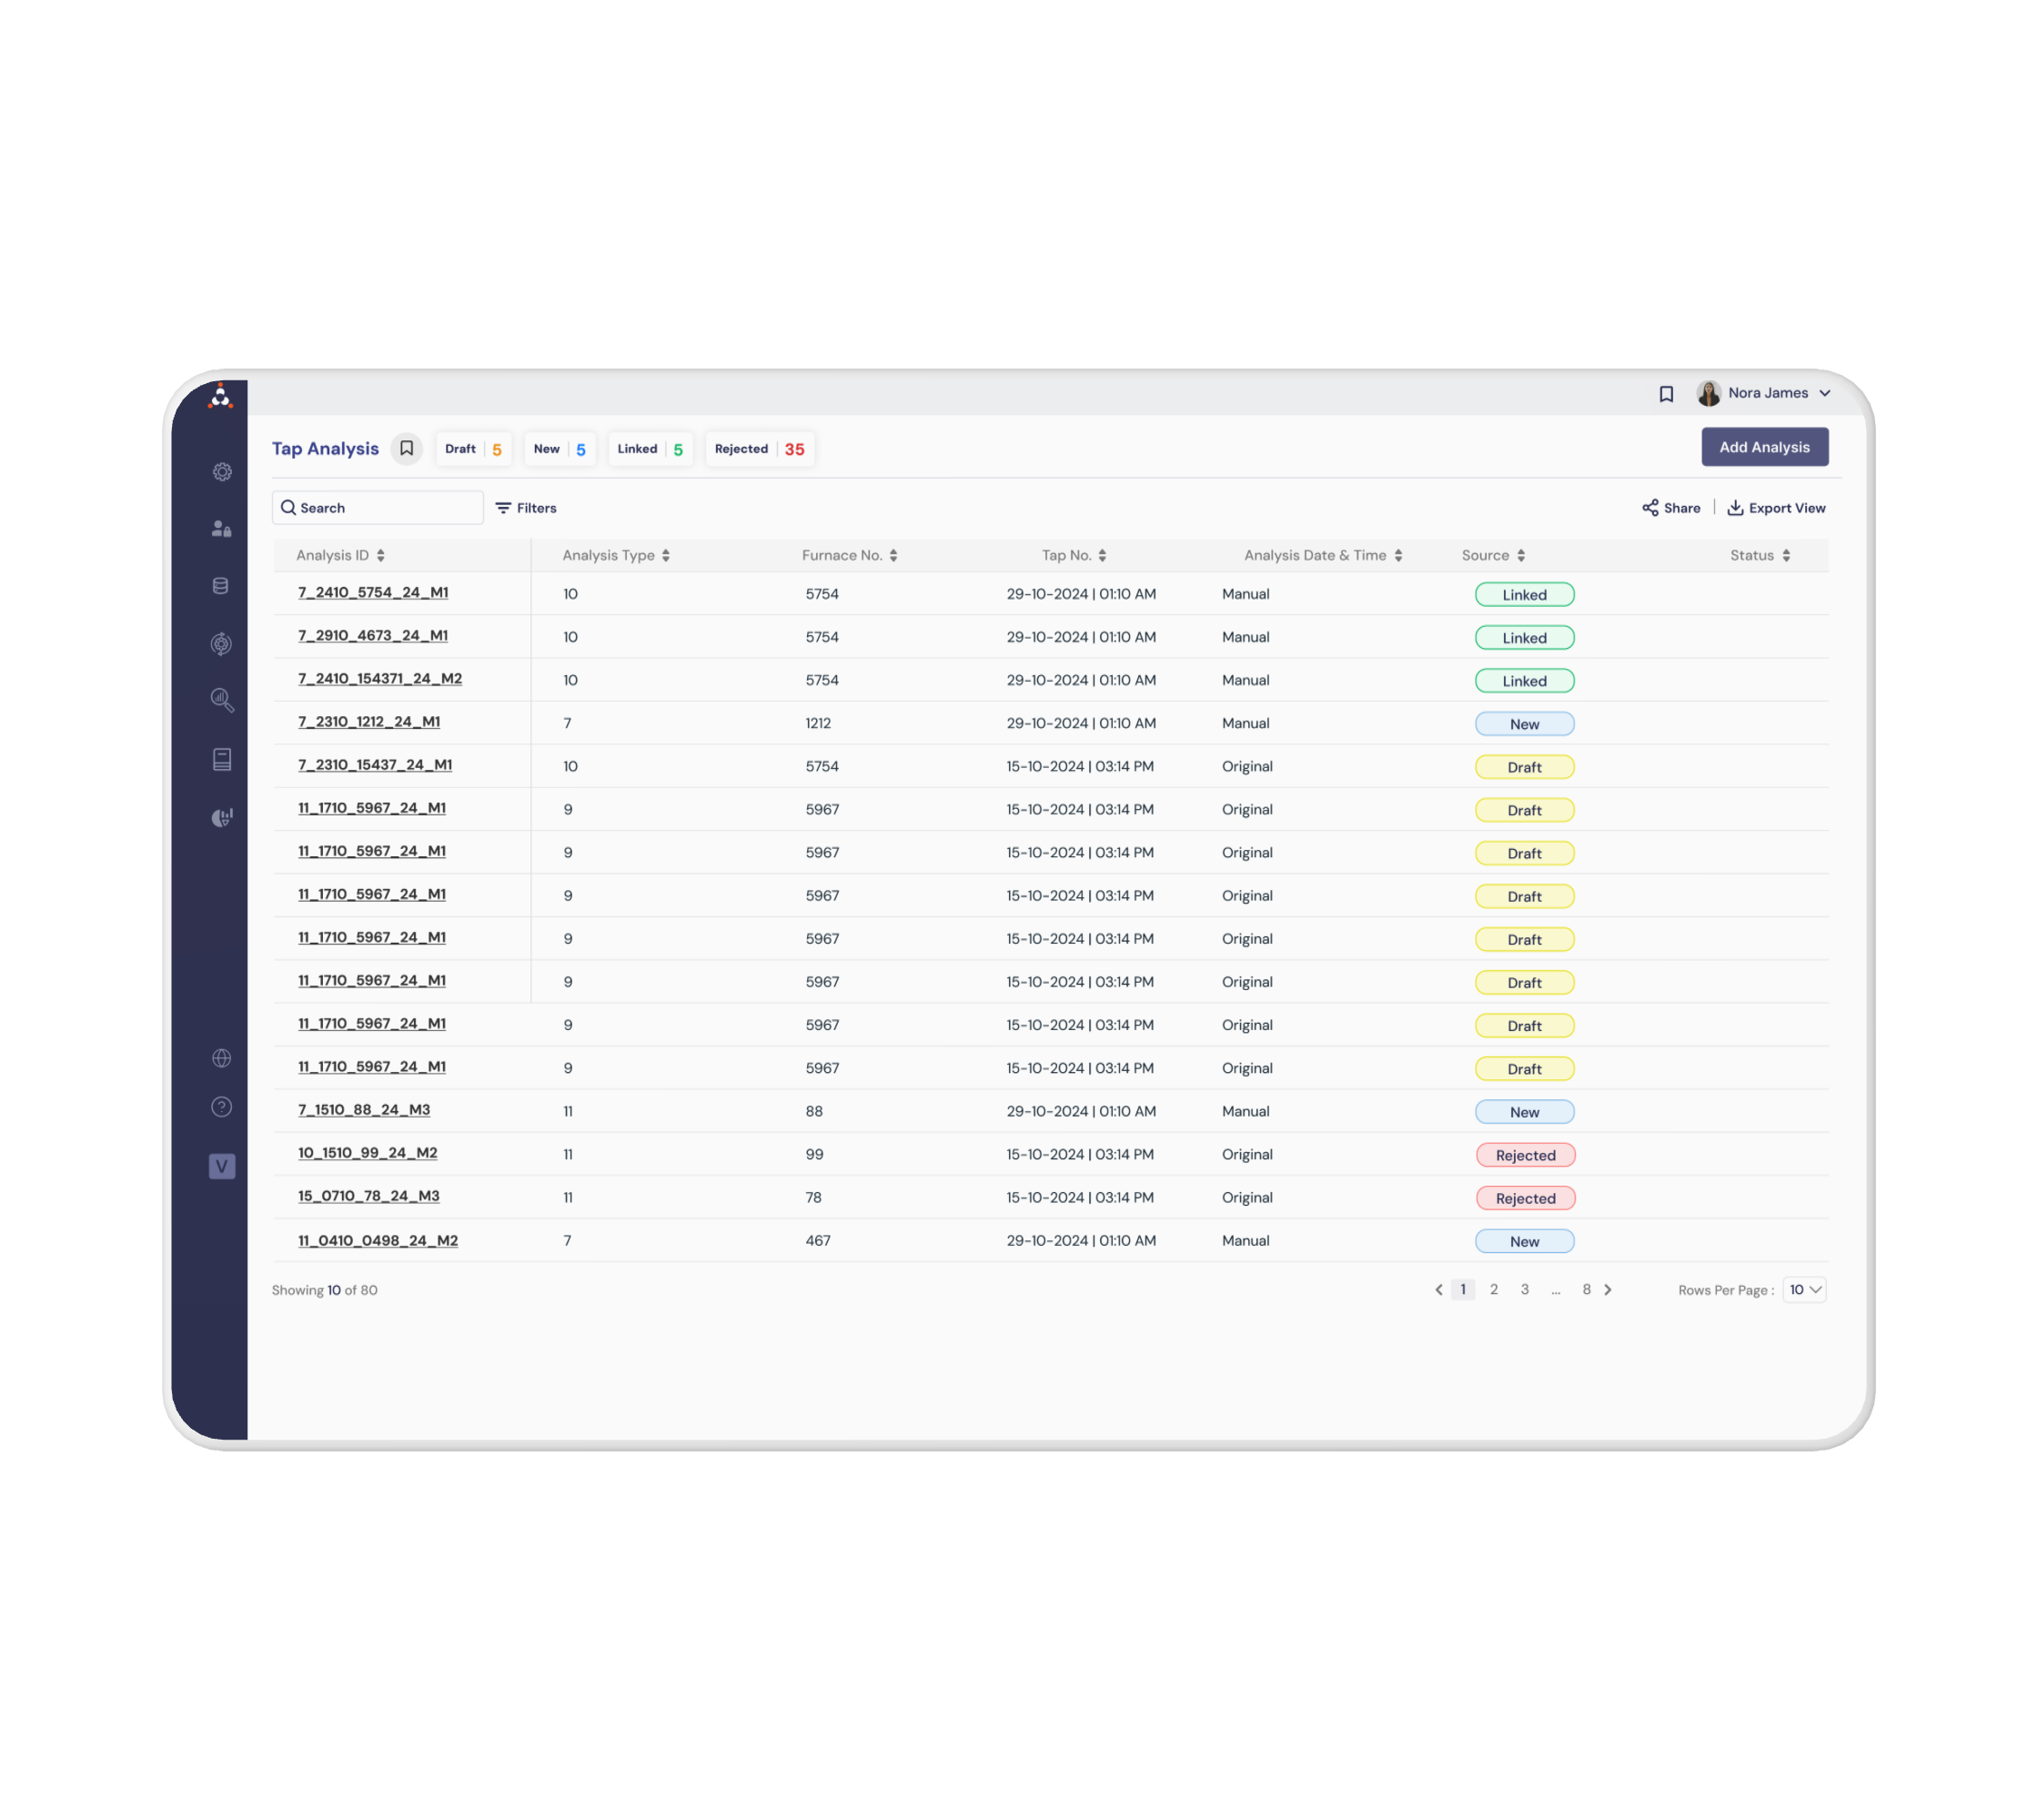 Nora James
Tap Analysis Draft 5 New 5 Linked 5 Rejected 35 Add Analysis
Search Filters Share Export View
Analysis ID Analysis Type Furnace No. Tap No. Analysis Date & Time Source Status
7_2410_5754_24_M1 10 5754 29-10-2024 | 01:10 AM Manual Linked
7_2910_4673_24_M1 10 5754 29-10-2024 | 01:10 AM Manual Linked
7_2410_154371_24_M2 10 5754 29-10-2024 | 01:10 AM Manual Linked
7_2310_1212_24_M1 7 1212 29-10-2024 | 01:10 AM Manual New
7_2310_15437_24_M1 10 5754 15-10-2024 | 03:14 PM Original Draft
11_1710_5967_24_M1 9 5967 15-10-2024 | 03:14 PM Original Draft
11_1710_5967_24_M1 9 5967 15-10-2024 | 03:14 PM Original Draft
11_1710_5967_24_M1 9 5967 15-10-2024 | 03:14 PM Original Draft
11_1710_5967_24_M1 9 5967 15-10-2024 | 03:14 PM Original Draft
11_1710_5967_24_M1 9 5967 15-10-2024 | 03:14 PM Original Draft
11_1710_5967_24_M1 9 5967 15-10-2024 | 03:14 PM Original Draft
11_1710_5967_24_M1 9 5967 15-10-2024 | 03:14 PM Original Draft
7_1510_88_24_M3 11 88 29-10-2024 | 01:10 AM Manual New
10_1510_99_24_M2 11 99 15-10-2024 | 03:14 PM Original Rejected
V
15_0710_78_24_M3 11 78 15-10-2024 | 03:14 PM Original Rejected
11_0410_0498_24_M2 7 467 29-10-2024 | 01:10 AM Manual New
Showing 10 of 80 1 2 3 ... 8 Rows Per Page : 10